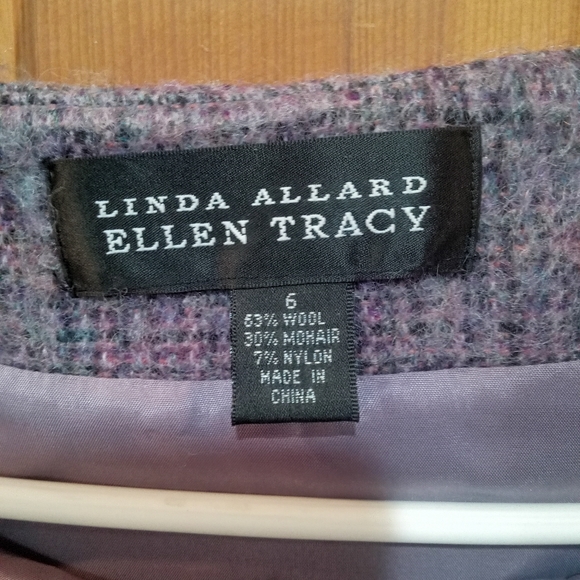 LINDA ALLARD
ELLEN TRACY
6
63% WOOL
30% MOHAIR
7% NYLON
MADE IN
CHINA